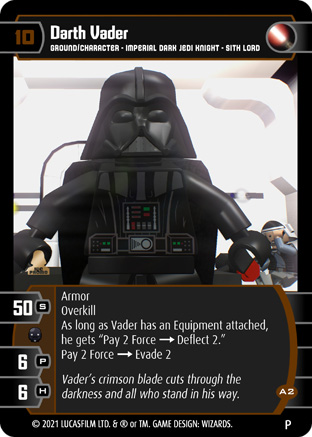 10
Darth Vader
GROUND/CHARACTER • IMPERIAL DARK JEDI KNIGHT • SITH LORD
50 S
Armor
Overkill
As long as Vader has an Equipment attached,
he gets "Pay 2 Force → Deflect 2."
6 P
Pay 2 Force → Evade 2
Vader's crimson blade cuts through the
6 H
darkness and all who stand in his way.
A2
© 2021 LUCASFILM LTD. & ® or TM. GAME DESIGN: WIZARDS.
P